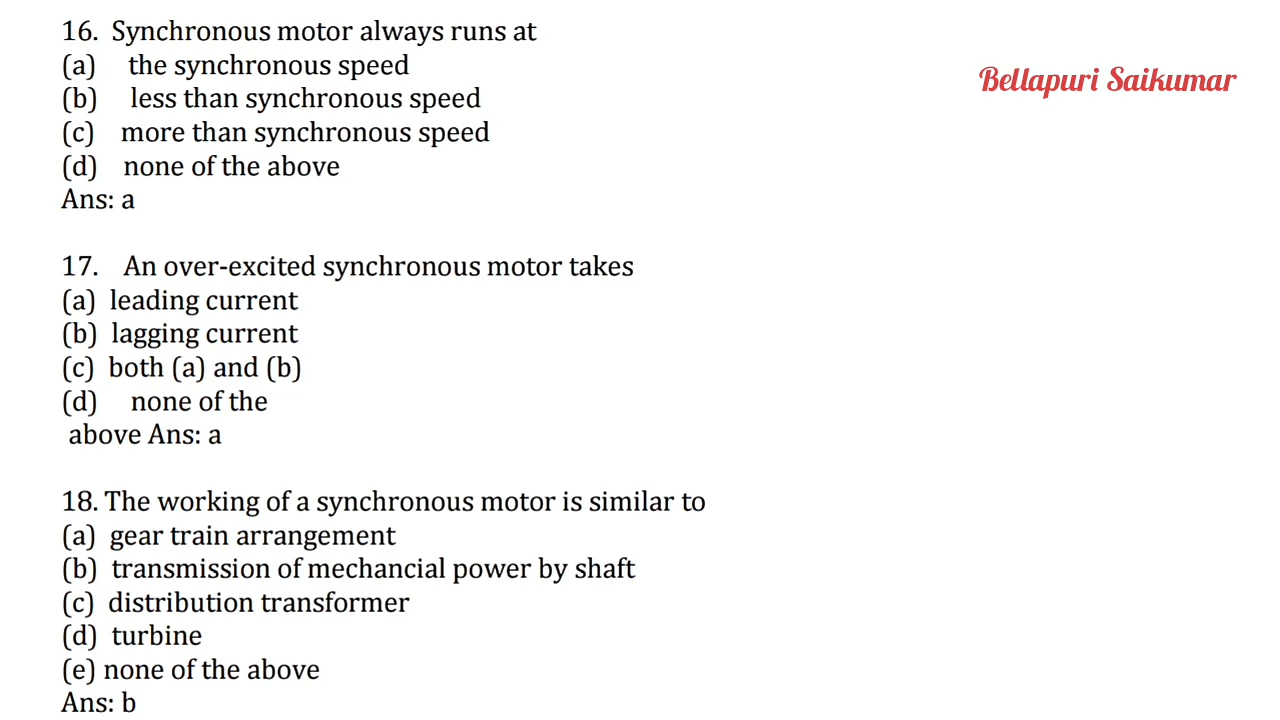 16. Synchronous motor always runs at
(a) the synchronous speed
(b) less than synchronous speed
(c) more than synchronous speed
(d) none of the above
Ans: a
Bellapuri Saikumar
17. An over-excited synchronous motor takes
(a) leading current
(b) lagging current
(c) both (a) and (b)
(d) none of the
above Ans: a
18. The working of a synchronous motor is similar to
(a) gear train arrangement
(b) transmission of mechancial power by shaft
(c) distribution transformer
(d) turbine
(e) none of the above
Ans: b